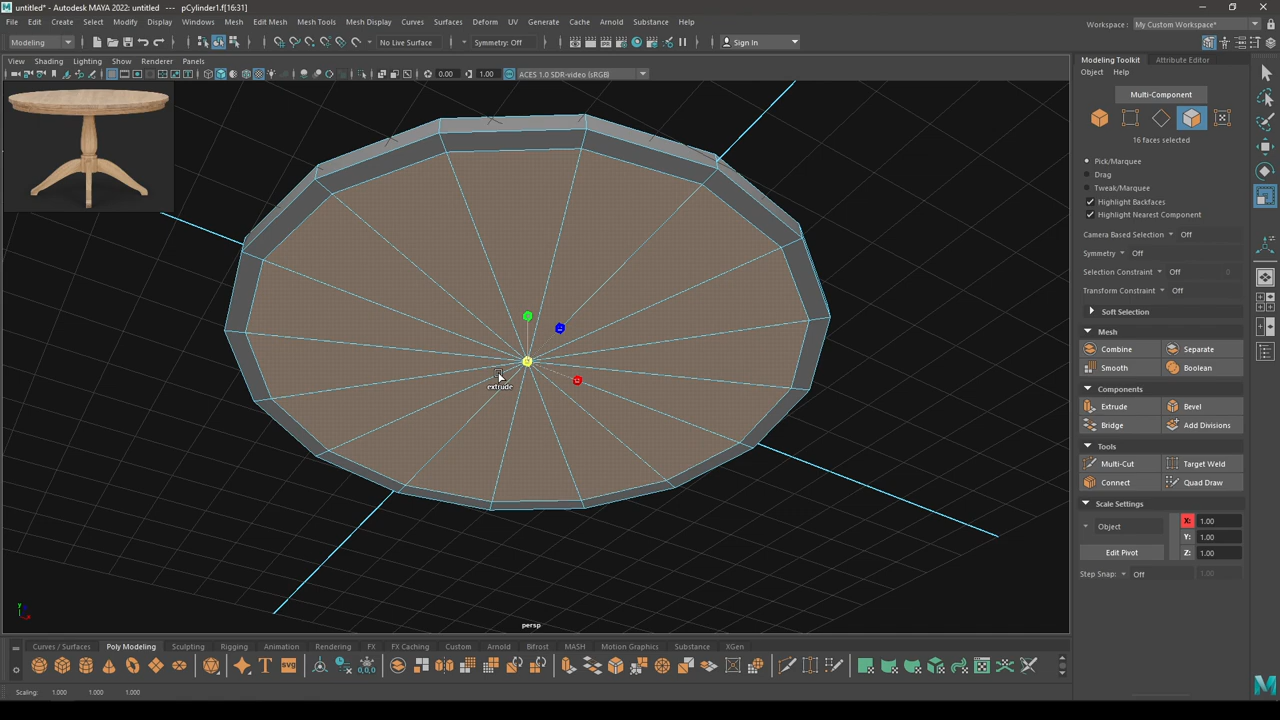 untitled* - Autodesk MAYA 2022: untitled --- pCylinder1.f[16:31]
File Edit Create Select Modify Display Windows Mesh Edit Mesh Mesh Tools Mesh Display Curves Surfaces Deform UV Generate Cache Arnold Substance Help
Workspace : My Custom Workspace*
Modeling No Live Surface Symmetry: Off Sign In
View Shading Lighting Show Renderer Panels
0.00 1.00 ACES 1.0 SDR-video (sRGB)
extrude
persp
Modeling Toolkit Attribute Editor
Object Help
Multi-Component
16 faces selected
Pick/Marquee
Drag
Tweak/Marquee
Highlight Backfaces
Highlight Nearest Component
Camera Based Selection Off
Symmetry Off
Selection Constraint Off 0
Transform Constraint Off
Soft Selection
Mesh
Combine Separate
Smooth Boolean
Components
Extrude Bevel
Bridge Add Divisions
Tools
Multi-Cut Target Weld
Connect Quad Draw
Scale Settings
Object X: 1.00
Y: 1.00
Edit Pivot Z: 1.00
Step Snap: Off 1.00
Curves / Surfaces Poly Modeling Sculpting Rigging Animation Rendering FX FX Caching Custom Arnold Bifrost MASH Motion Graphics Substance XGen
SVG
Scaling: 1.000 1.000 1.000